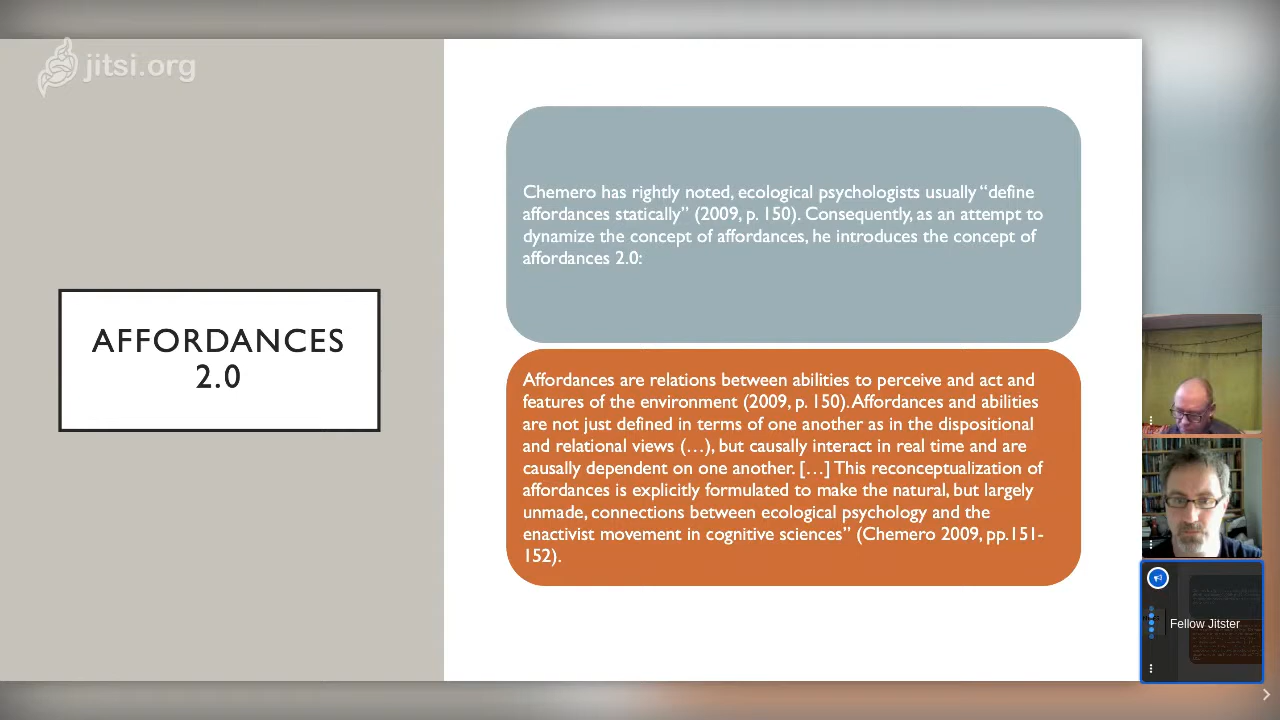 jitsi.org
AFFORDANCES
2.0
Chemero has rightly noted, ecological psychologists usually “define
affordances statically” (2009, p. 150). Consequently, as an attempt to
dynamize the concept of affordances, he introduces the concept of
affordances 2.0:
Affordances are relations between abilities to perceive and act and
features of the environment (2009, p. 150). Affordances and abilities
are not just defined in terms of one another as in the dispositional
and relational views (…), but causally interact in real time and are
causally dependent on one another. […] This reconceptualization of
affordances is explicitly formulated to make the natural, but largely
unmade, connections between ecological psychology and the
enactivist movement in cognitive sciences” (Chemero 2009, pp.151-
152).
Fellow Jitster